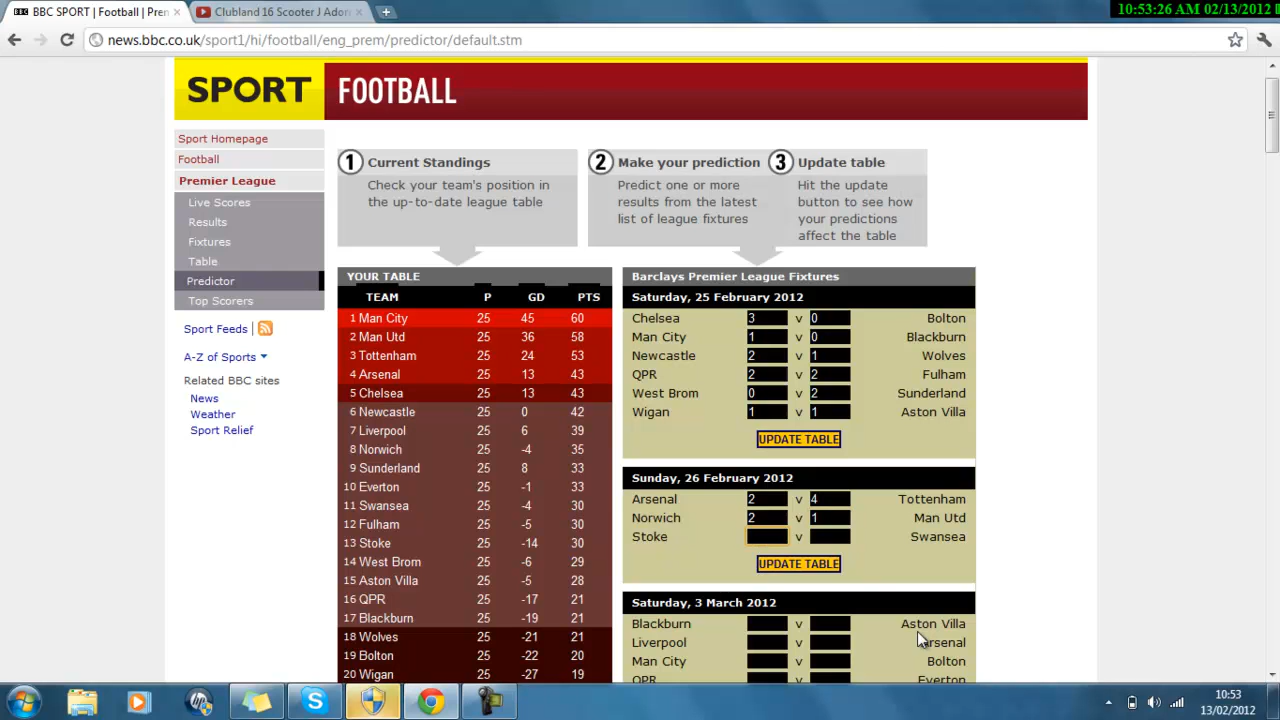 10:53:26 AM 02/13/2012
BBC SPORT | Football | Pren ×
Clubland 16 Scooter J Adore ×
news.bbc.co.uk/sport1/hi/football/eng_prem/predictor/default.stm
SPORT FOOTBALL
Sport Homepage
Football
Premier League
Live Scores
Results
Fixtures
Table
Predictor
Top Scorers
Sport Feeds
A-Z of Sports
Related BBC sites
News
Weather
Sport Relief
1 Current Standings
Check your team's position in
the up-to-date league table
2 Make your prediction
Predict one or more
results from the latest
list of league fixtures
3 Update table
Hit the update
button to see how
your predictions
affect the table
YOUR TABLE
TEAM P GD PTS
1 Man City 25 45 60
2 Man Utd 25 36 58
3 Tottenham 25 24 53
4 Arsenal 25 13 43
5 Chelsea 25 13 43
6 Newcastle 25 0 42
7 Liverpool 25 6 39
8 Norwich 25 -4 35
9 Sunderland 25 8 33
10 Everton 25 -1 33
11 Swansea 25 -4 30
12 Fulham 25 -5 30
13 Stoke 25 -14 30
14 West Brom 25 -6 29
15 Aston Villa 25 -5 28
16 QPR 25 -17 21
17 Blackburn 25 -19 21
18 Wolves 25 -21 21
19 Bolton 25 -22 20
20 Wigan 25 -27 19
Barclays Premier League Fixtures
Saturday, 25 February 2012
Chelsea 3 v 0 Bolton
Man City 1 v 0 Blackburn
Newcastle 2 v 1 Wolves
QPR 2 v 2 Fulham
West Brom 0 v 2 Sunderland
Wigan 1 v 1 Aston Villa
UPDATE TABLE
Sunday, 26 February 2012
Arsenal 2 v 4 Tottenham
Norwich 2 v 1 Man Utd
Stoke v Swansea
UPDATE TABLE
Saturday, 3 March 2012
Blackburn v Aston Villa
Liverpool v Arsenal
Man City v Bolton
QPR v Everton
10:53
13/02/2012